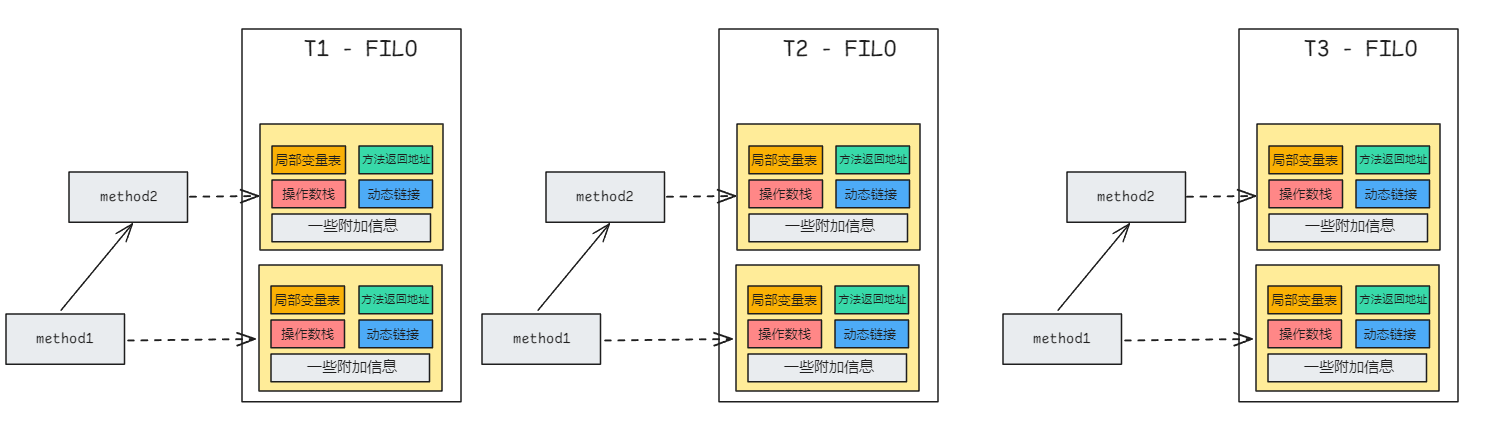 T1 - FILO
局部变量表
方法返回地址
操作数栈
动态链接
一些附加信息
method2
局部变量表
方法返回地址
操作数栈
动态链接
一些附加信息
method1
T2 - FILO
局部变量表
方法返回地址
操作数栈
动态链接
一些附加信息
method2
局部变量表
方法返回地址
操作数栈
动态链接
一些附加信息
method1
T3 - FILO
局部变量表
方法返回地址
操作数栈
动态链接
一些附加信息
method2
局部变量表
方法返回地址
操作数栈
动态链接
一些附加信息
method1